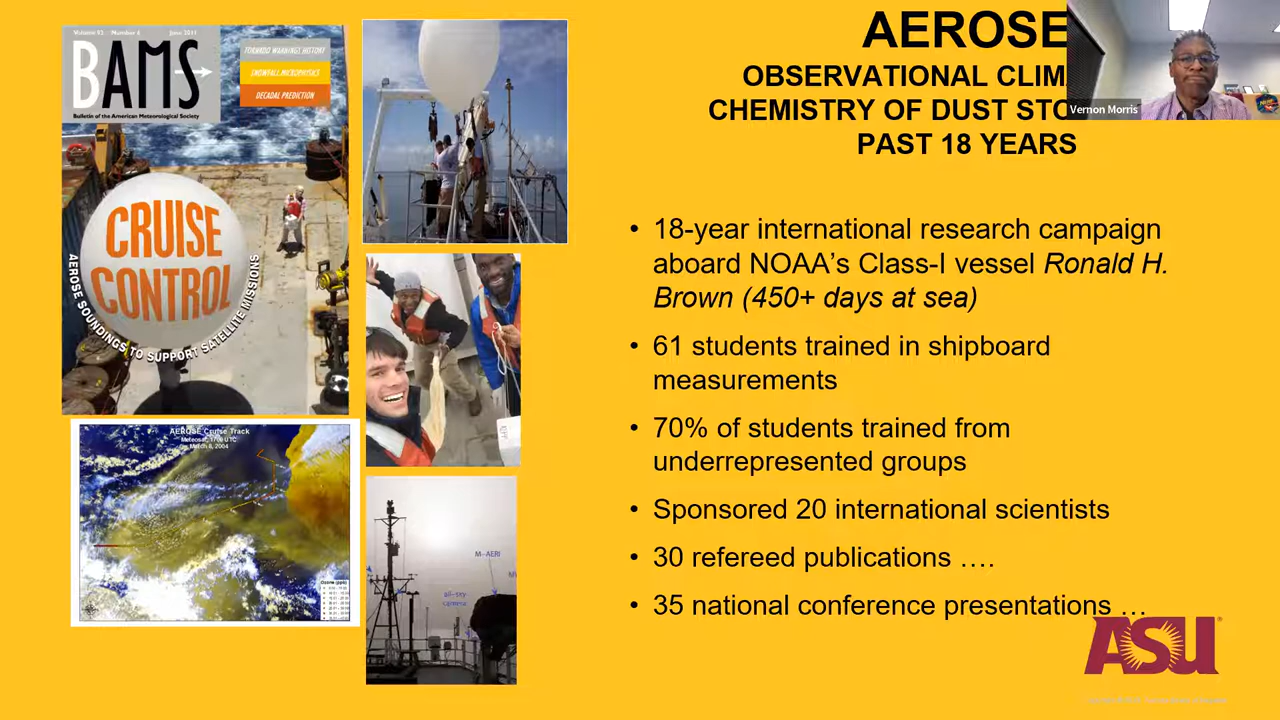 Volume 92 Number 6 June 2011
BAMS
Bulletin of the American Meteorological Society
TORNADO WARNINGS HISTORY
SNOWFALL MICROPHYSICS
DECADAL PREDICTION
CRUISE
CONTROL
AEROSE SOUNDINGS TO SUPPORT SATELLITE MISSIONS
AEROSE Cruise Track
Meteosat, 1700 UTC
March 8, 2004
Ozone (ppb)
M-AERI
all-sky
camera
AEROSE
OBSERVATIONAL CLIM
CHEMISTRY OF DUST STO
PAST 18 YEARS
Vernon Morris
• 18-year international research campaign
aboard NOAA's Class-I vessel Ronald H.
Brown (450+ days at sea)
• 61 students trained in shipboard
measurements
• 70% of students trained from
underrepresented groups
• Sponsored 20 international scientists
• 30 refereed publications ….
• 35 national conference presentations …
ASU